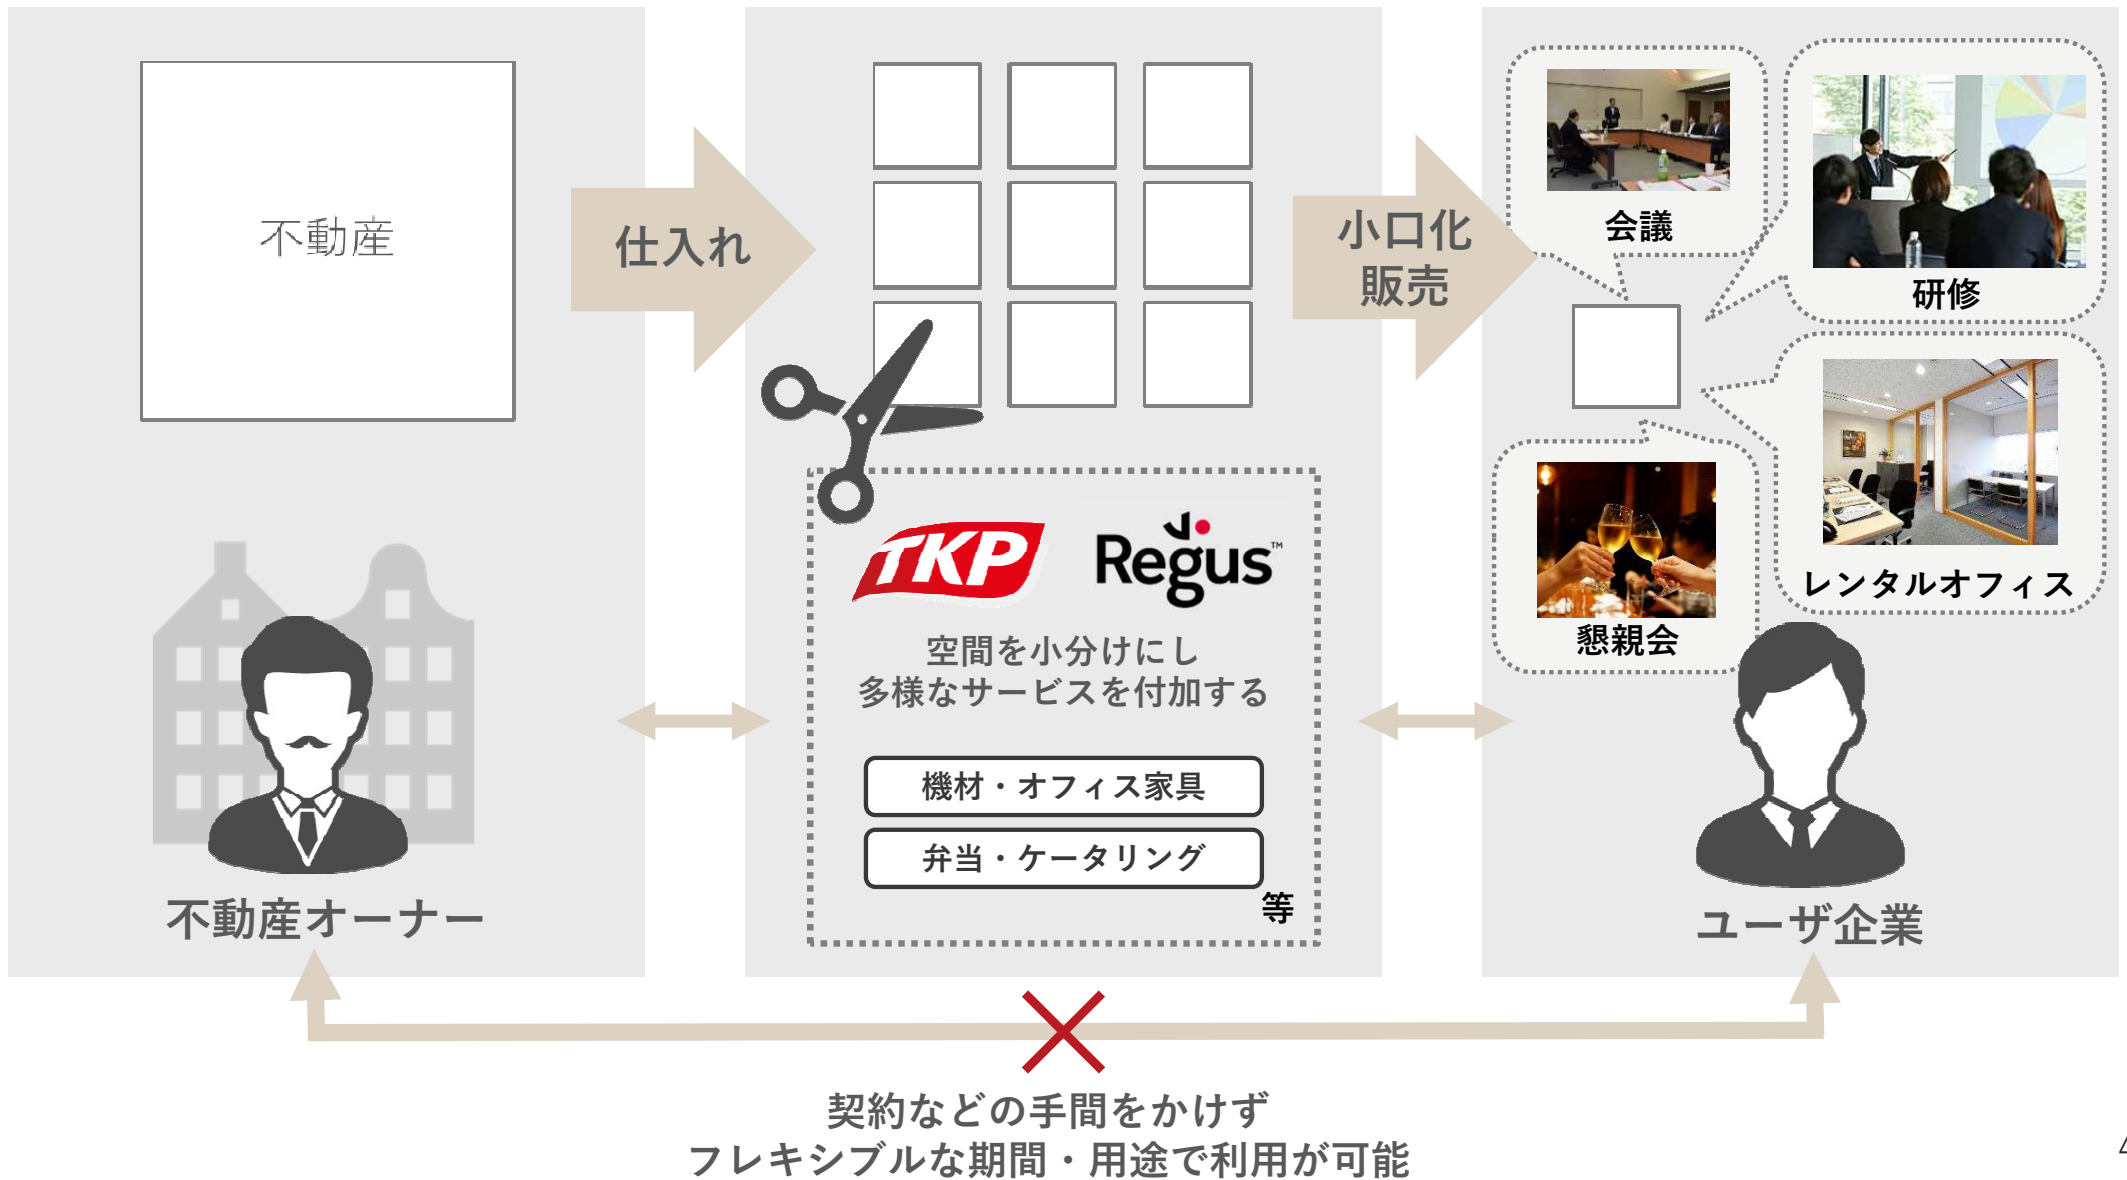 不動産
仕入れ
小口化
販売
会議
研修
レンタルオフィス
懇親会
TKP
Regus™
空間を小分けにし
多様なサービスを付加する
機材・オフィス家具
弁当・ケータリング
等
不動産オーナー
ユーザ企業
契約などの手間をかけず
フレキシブルな期間・用途で利用が可能